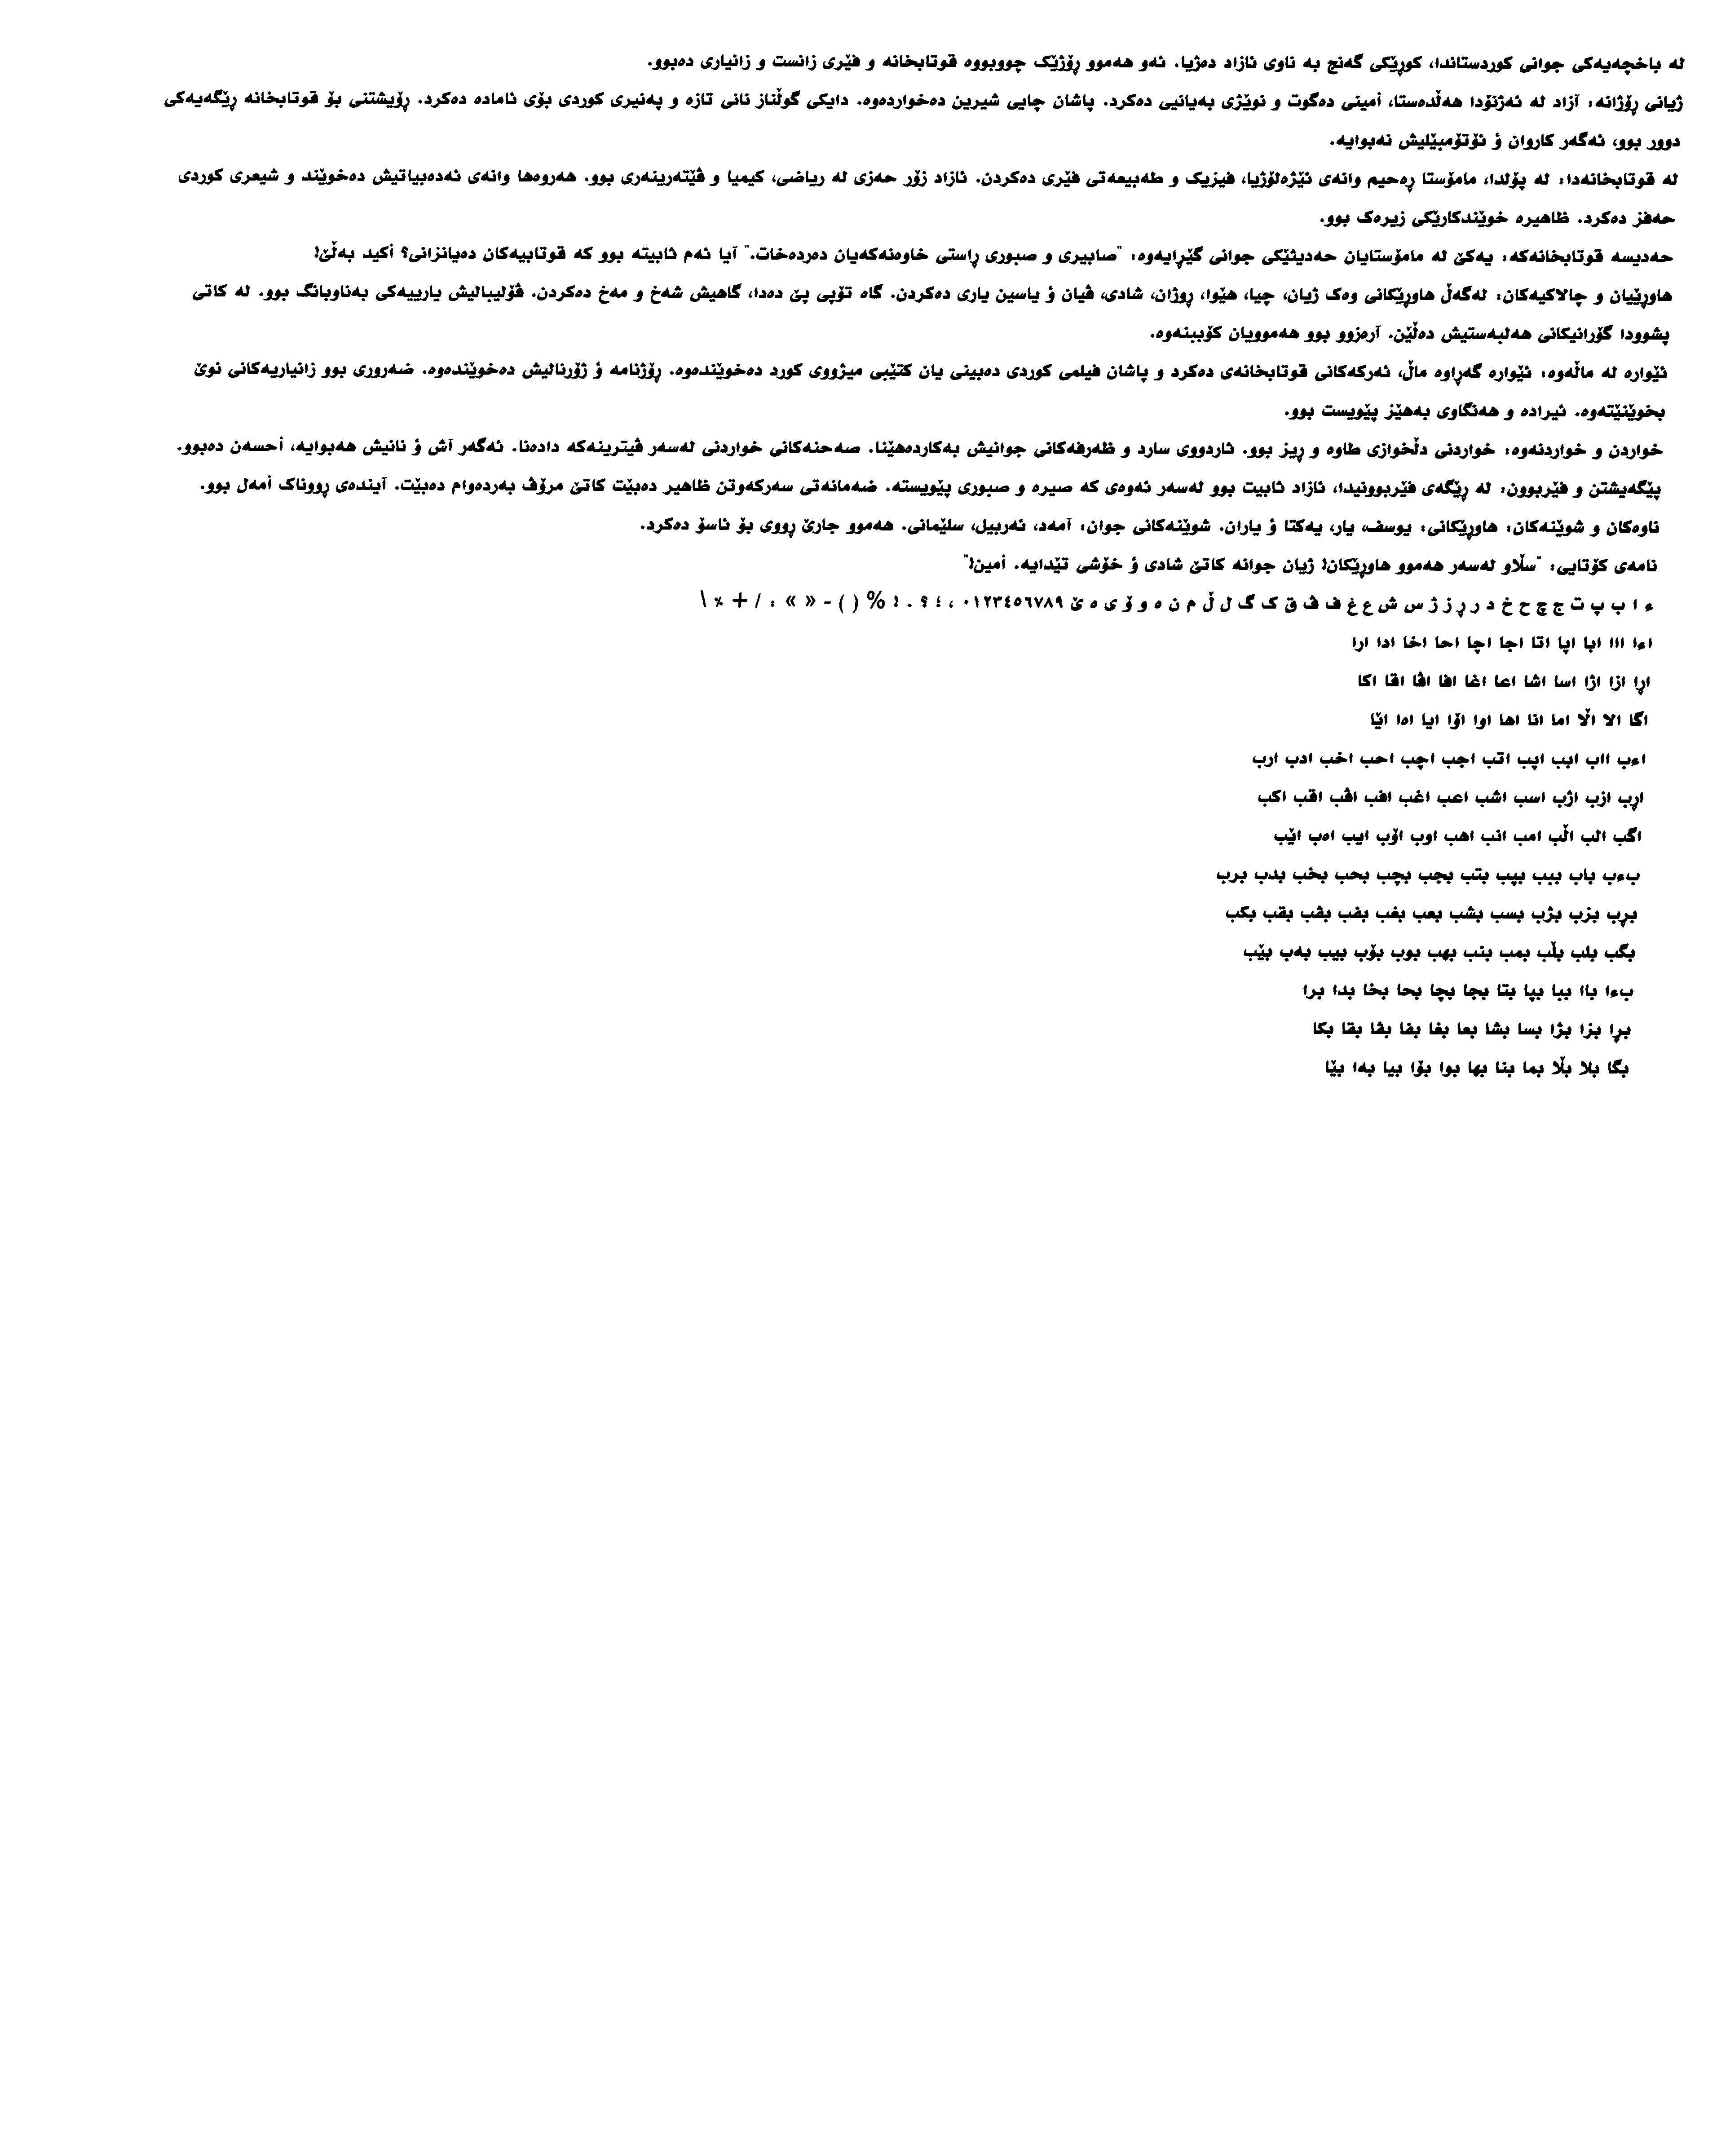 له باخچەیەکی جوانی کوردستاندا، کوڕێکی گەنج بە ناوی ئازاد دەژیا. ئەو هەموو ڕۆژێک چووبووە قوتابخانە و فێری زانست و زانیاری دەبوو.
ژیانی ڕۆژانە: آزاد لە ئەژنۆدا هەڵدەستا، أمینی دەگوت و نوێژی بەیانیی دەکرد. پاشان چایی شیرین دەخواردەوە. دایکی گوڵناز نانی تازە و پەنیری کوردی بۆی ئامادە دەکرد. ڕۆیشتنی بۆ قوتابخانە ڕێگەیەکی
دوور بوو، ئەگەر کاروان ؤ ئۆتۆمبێلیش نەبوایە.
لە قوتابخانەدا: لە پۆلدا، مامۆستا ڕەحیم وانەی ئێژەلۆژیا، فیزیک و طەبیعەتی فێری دەکردن. ئازاد زۆر حەزی لە ریاضی، کیمیا و ڤێتەرینەری بوو. هەروەها وانەی ئەدەبیاتیش دەخوێند و شیعری کوردی
حەفز دەکرد. ظاهیرە خوێندکارێکی زیرەک بوو.
حەدیسە قوتابخانەکە: یەکێ لە مامۆستایان حەدیثێکی جوانی گێڕایەوە: "صابیری و صبوری ڕاستی خاوەنەکەیان دەردەخات." آیا ئەم ثابیتە بوو کە قوتابیەکان دەیانزانی؟ أکید بەڵێ!
هاوڕێیان و چالاکیەکان: لەگەڵ هاوڕێکانی وەک ژیان، چیا، هێوا، ڕوژان، شادی، ڤیان ؤ یاسین یاری دەکردن. گاه تۆپی پێ دەدا، گاهیش شەخ و مەخ دەکردن. ڤۆلیبالیش یارییەکی بەناوبانگ بوو. لە کاتی
پشوودا گۆرانیکانی هەلبەستیش دەڵێن. آرەزوو بوو هەموویان کۆببنەوە.
ئێوارە لە ماڵەوە: ئێوارە گەڕاوە ماڵ، ئەرکەکانی قوتابخانەی دەکرد و پاشان فیلمی کوردی دەبینی یان کتێبی میژووی کورد دەخوێندەوە. ڕۆژنامە ؤ ژۆرنالیش دەخوێندەوە. ضەروری بوو زانیاریەکانی نوێ
بخوێنێتەوە. ئیرادە و هەنگاوی بەهێز پێویست بوو.
خواردن و خواردنەوە: خواردنی دڵخوازی طاوە و ڕیز بوو. ئاردووی سارد و ظەرفەکانی جوانیش بەکاردەهێنا. صەحنەکانی خواردنی لەسەر ڤیترینەکە دادەنا. ئەگەر آش ؤ نانیش هەبوایە، أحسەن دەبوو.
پێگەیشتن و فێربوون: لە ڕێگەی فێربوونیدا، ئازاد ثابیت بوو لەسەر ئەوەی کە صیرە و صبوری پێویستە. ضەمانەتی سەرکەوتن ظاهیر دەبێت کاتێ مرۆڤ بەردەوام دەبێت. آیندەی ڕووناک أمەل بوو.
ناوەکان و شوێنەکان: هاوڕێکانی: یوسف، یار، یەکتا ؤ یاران. شوێنەکانی جوان: آمەد، ئەربیل، سلێمانی. هەموو جارێ ڕووی بۆ ئاسۆ دەکرد.
نامەی کۆتایی: "سڵاو لەسەر هەموو هاوڕێکان! ژیان جوانە کاتێ شادی ؤ خۆشی تێدایە. أمین!"
ء ا ب پ ت ج چ ح خ د ر ڕ ز ژ س ش ع غ ف ڤ ق ک گ ل ڵ م ن ه و ۆ ی ە ێ ٠١٢٣٤٥٦٧٨٩ ، ؛ ؟ . ! % ( ) - « » : / + ٪ \
اءا ااا ابا اپا اتا اجا اچا احا اخا ادا ارا
اڕا ازا اژا اسا اشا اعا اغا افا اڤا اقا اکا
اگا الا اڵا اما انا اها اوا اۆا ایا اەا اێا
اءب ااب ابب اپب اتب اجب اچب احب اخب ادب ارب
اڕب ازب اژب اسب اشب اعب اغب افب اڤب اقب اکب
اگب الب اڵب امب انب اهب اوب اۆب ایب اەب اێب
بءب باب ببب بپب بتب بجب بچب بحب بخب بدب برب
بڕب بزب بژب بسب بشب بعب بغب بفب بڤب بقب بکب
بگب بلب بڵب بمب بنب بهب بوب بۆب بیب بەب بێب
بءا باا ببا بپا بتا بجا بچا بحا بخا بدا برا
بڕا بزا بژا بسا بشا بعا بغا بفا بڤا بقا بکا
بگا بلا بڵا بما بنا بها بوا بۆا بیا بەا بێا